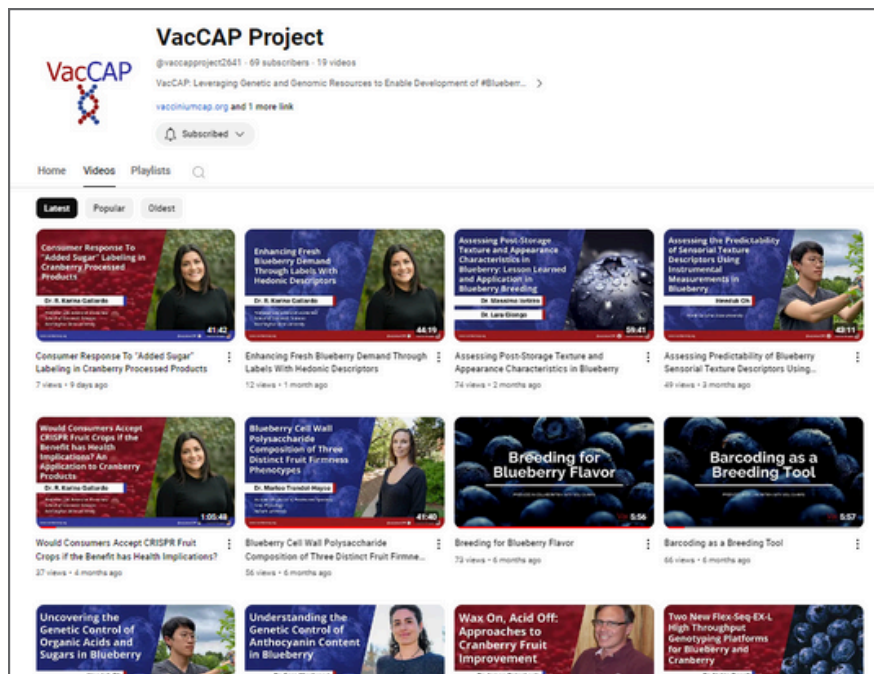 VacCAP Project
VacCAP
@vaccapproject2641 · 69 subscribers · 19 videos
VacCAP: Leveraging Genetic and Genomic Resources to Enable Development of #Blueberr...
vacciniumcap.org and 1 more link
Subscribed
Home Videos Playlists
Latest Popular Oldest
Consumer Response To
"Added Sugar" Labeling in
Cranberry Processed
Products
Dr. R. Karina Gallardo
41:42
Consumer Response To "Added Sugar"
Labeling in Cranberry Processed Products
7 views • 9 days ago
Enhancing Fresh
Blueberry Demand
Through Labels With
Hedonic Descriptors
Dr. R. Karina Gallardo
44:19
Enhancing Fresh Blueberry Demand Through
Labels With Hedonic Descriptors
12 views • 1 month ago
Assessing Post-Storage
Texture and Appearance
Characteristics in
Blueberry: Lesson Learned
and Application in
Blueberry Breeding
Dr. Massimo Iorizzo
Dr. Lara Giongo
59:41
Assessing Post-Storage Texture and
Appearance Characteristics in Blueberry
74 views • 2 months ago
Assessing the Predictability
of Sensorial Texture
Descriptors Using
Instrumental
Measurements in
Blueberry
Heeduk Oh
43:11
Assessing Predictability of Blueberry
Sensorial Texture Descriptors Using...
49 views • 3 months ago
Would Consumers Accept
CRISPR Fruit Crops if the
Benefit has Health
Implications? An
Application to Cranberry
Products
Dr. R. Karina Gallardo
1:05:48
Would Consumers Accept CRISPR Fruit
Crops if the Benefit has Health Implications?
37 views • 4 months ago
Blueberry Cell Wall
Polysaccharide
Composition of Three
Distinct Fruit Firmness
Phenotypes
41:40
Blueberry Cell Wall Polysaccharide
Composition of Three Distinct Fruit Firmne...
56 views • 6 months ago
Breeding for
Blueberry Flavor
5:56
Breeding for Blueberry Flavor
73 views • 6 months ago
Barcoding as a
Breeding Tool
5:57
Barcoding as a Breeding Tool
66 views • 6 months ago
Uncovering the
Genetic Control of
Organic Acids and
Sugars in Blueberry
Understanding the
Genetic Control of
Anthocyanin Content
in Blueberry
Wax On, Acid Off:
Approaches to
Cranberry Fruit
Improvement
Two New Flex-Seq-EX-L
High Throughput
Genotyping Platforms
for Blueberry and
Cranberry